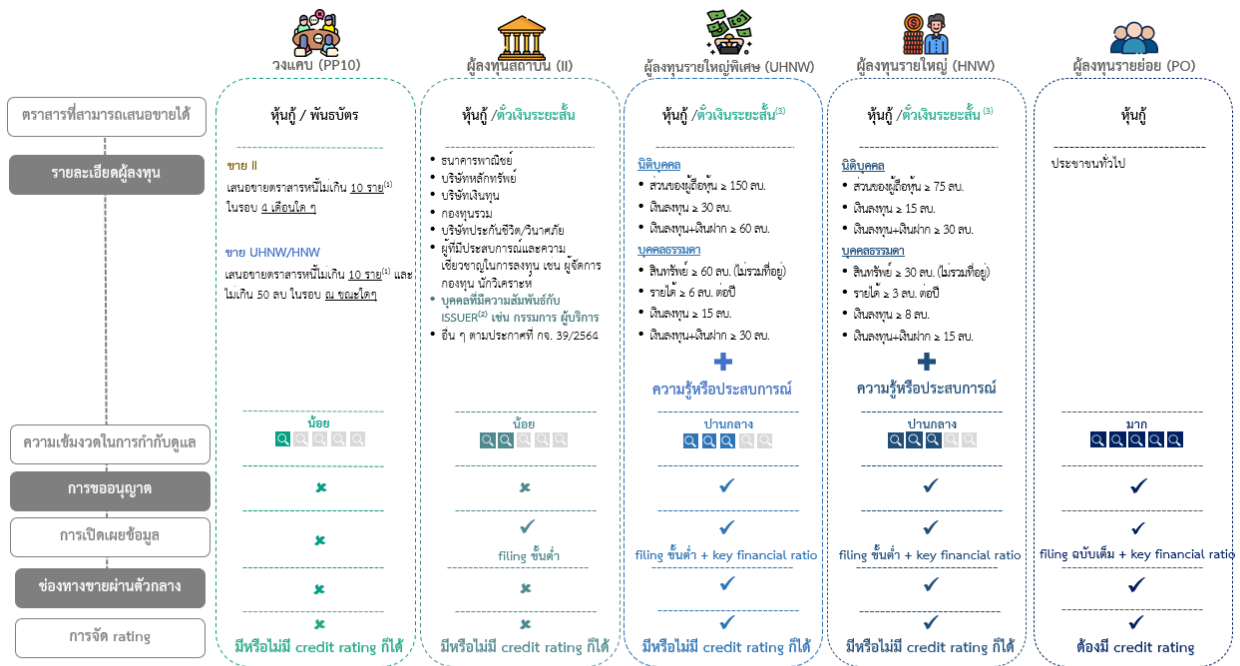 วงแคบ (PP10)
ผู้ลงทุนสถาบัน (II)
ผู้ลงทุนรายใหญ่พิเศษ (UHNW)
ผู้ลงทุนรายใหญ่ (HNW)
ผู้ลงทุนรายย่อย (PO)
ตราสารที่สามารถเสนอขายได้
หุ้นกู้ / พันธบัตร
หุ้นกู้ /ตั๋วเงินระยะสั้น
หุ้นกู้ /ตั๋วเงินระยะสั้น(3)
หุ้นกู้ /ตั๋วเงินระยะสั้น (3)
หุ้นกู้
รายละเอียดผู้ลงทุน
ขาย II
เสนอขายตราสารหนี้ไม่เกิน 10 ราย(1)
ในรอบ 4 เดือนใด ๆ
ขาย UHNW/HNW
เสนอขายตราสารหนี้ไม่เกิน 10 ราย(1) และ
ไม่เกิน 50 ลบ ในรอบ ณ ขณะใดๆ
• ธนาคารพาณิชย์
• บริษัทหลักทรัพย์
• บริษัทเงินทุน
• กองทุนรวม
• บริษัทประกันชีวิต/วินาศภัย
• ผู้ที่มีประสบการณ์และความ
เชี่ยวชาญในการลงทุน เช่น ผู้จัดการ
กองทุน นักวิเคราะห์
• บุคคลที่มีความสัมพันธ์กับ
ISSUER(2) เช่น กรรมการ ผู้บริการ
• อื่น ๆ ตามประกาศที่ กจ. 39/2564
นิติบุคคล
• ส่วนของผู้ถือหุ้น ≥ 150 ลบ.
• เงินลงทุน ≥ 30 ลบ.
• เงินลงทุน+เงินฝาก ≥ 60 ลบ.
บุคคลธรรมดา
• สินทรัพย์ ≥ 60 ลบ. (ไม่รวมที่อยู่)
• รายได้ ≥ 6 ลบ. ต่อปี
• เงินลงทุน ≥ 15 ลบ.
• เงินลงทุน+เงินฝาก ≥ 30 ลบ.
ความรู้หรือประสบการณ์
นิติบุคคล
• ส่วนของผู้ถือหุ้น ≥ 75 ลบ.
• เงินลงทุน ≥ 15 ลบ.
• เงินลงทุน+เงินฝาก ≥ 30 ลบ.
บุคคลธรรมดา
• สินทรัพย์ ≥ 30 ลบ. (ไม่รวมที่อยู่)
• รายได้ ≥ 3 ลบ. ต่อปี
• เงินลงทุน ≥ 8 ลบ.
• เงินลงทุน+เงินฝาก ≥ 15 ลบ.
ความรู้หรือประสบการณ์
ประชาชนทั่วไป
ความเข้มงวดในการกำกับดูแล
น้อย
น้อย
ปานกลาง
ปานกลาง
มาก
การขออนุญาต
การเปิดเผยข้อมูล
filing ขั้นต่ำ
filing ขั้นต่ำ + key financial ratio
filing ขั้นต่ำ + key financial ratio
filing ฉบับเต็ม + key financial ratio
ช่องทางขายผ่านตัวกลาง
การจัด rating
มีหรือไม่มี credit rating ก็ได้
มีหรือไม่มี credit rating ก็ได้
มีหรือไม่มี credit rating ก็ได้
มีหรือไม่มี credit rating ก็ได้
ต้องมี credit rating